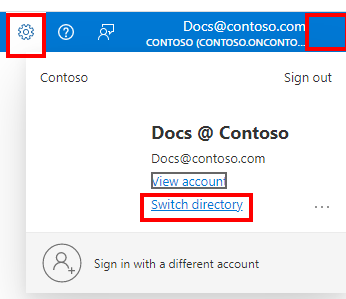 Docs@contoso.com
CONTOSO (CONTOSO.ONCONTO...
Contoso
Sign out
Docs @ Contoso
Docs@contoso.com
View account
Switch directory
...
Sign in with a different account